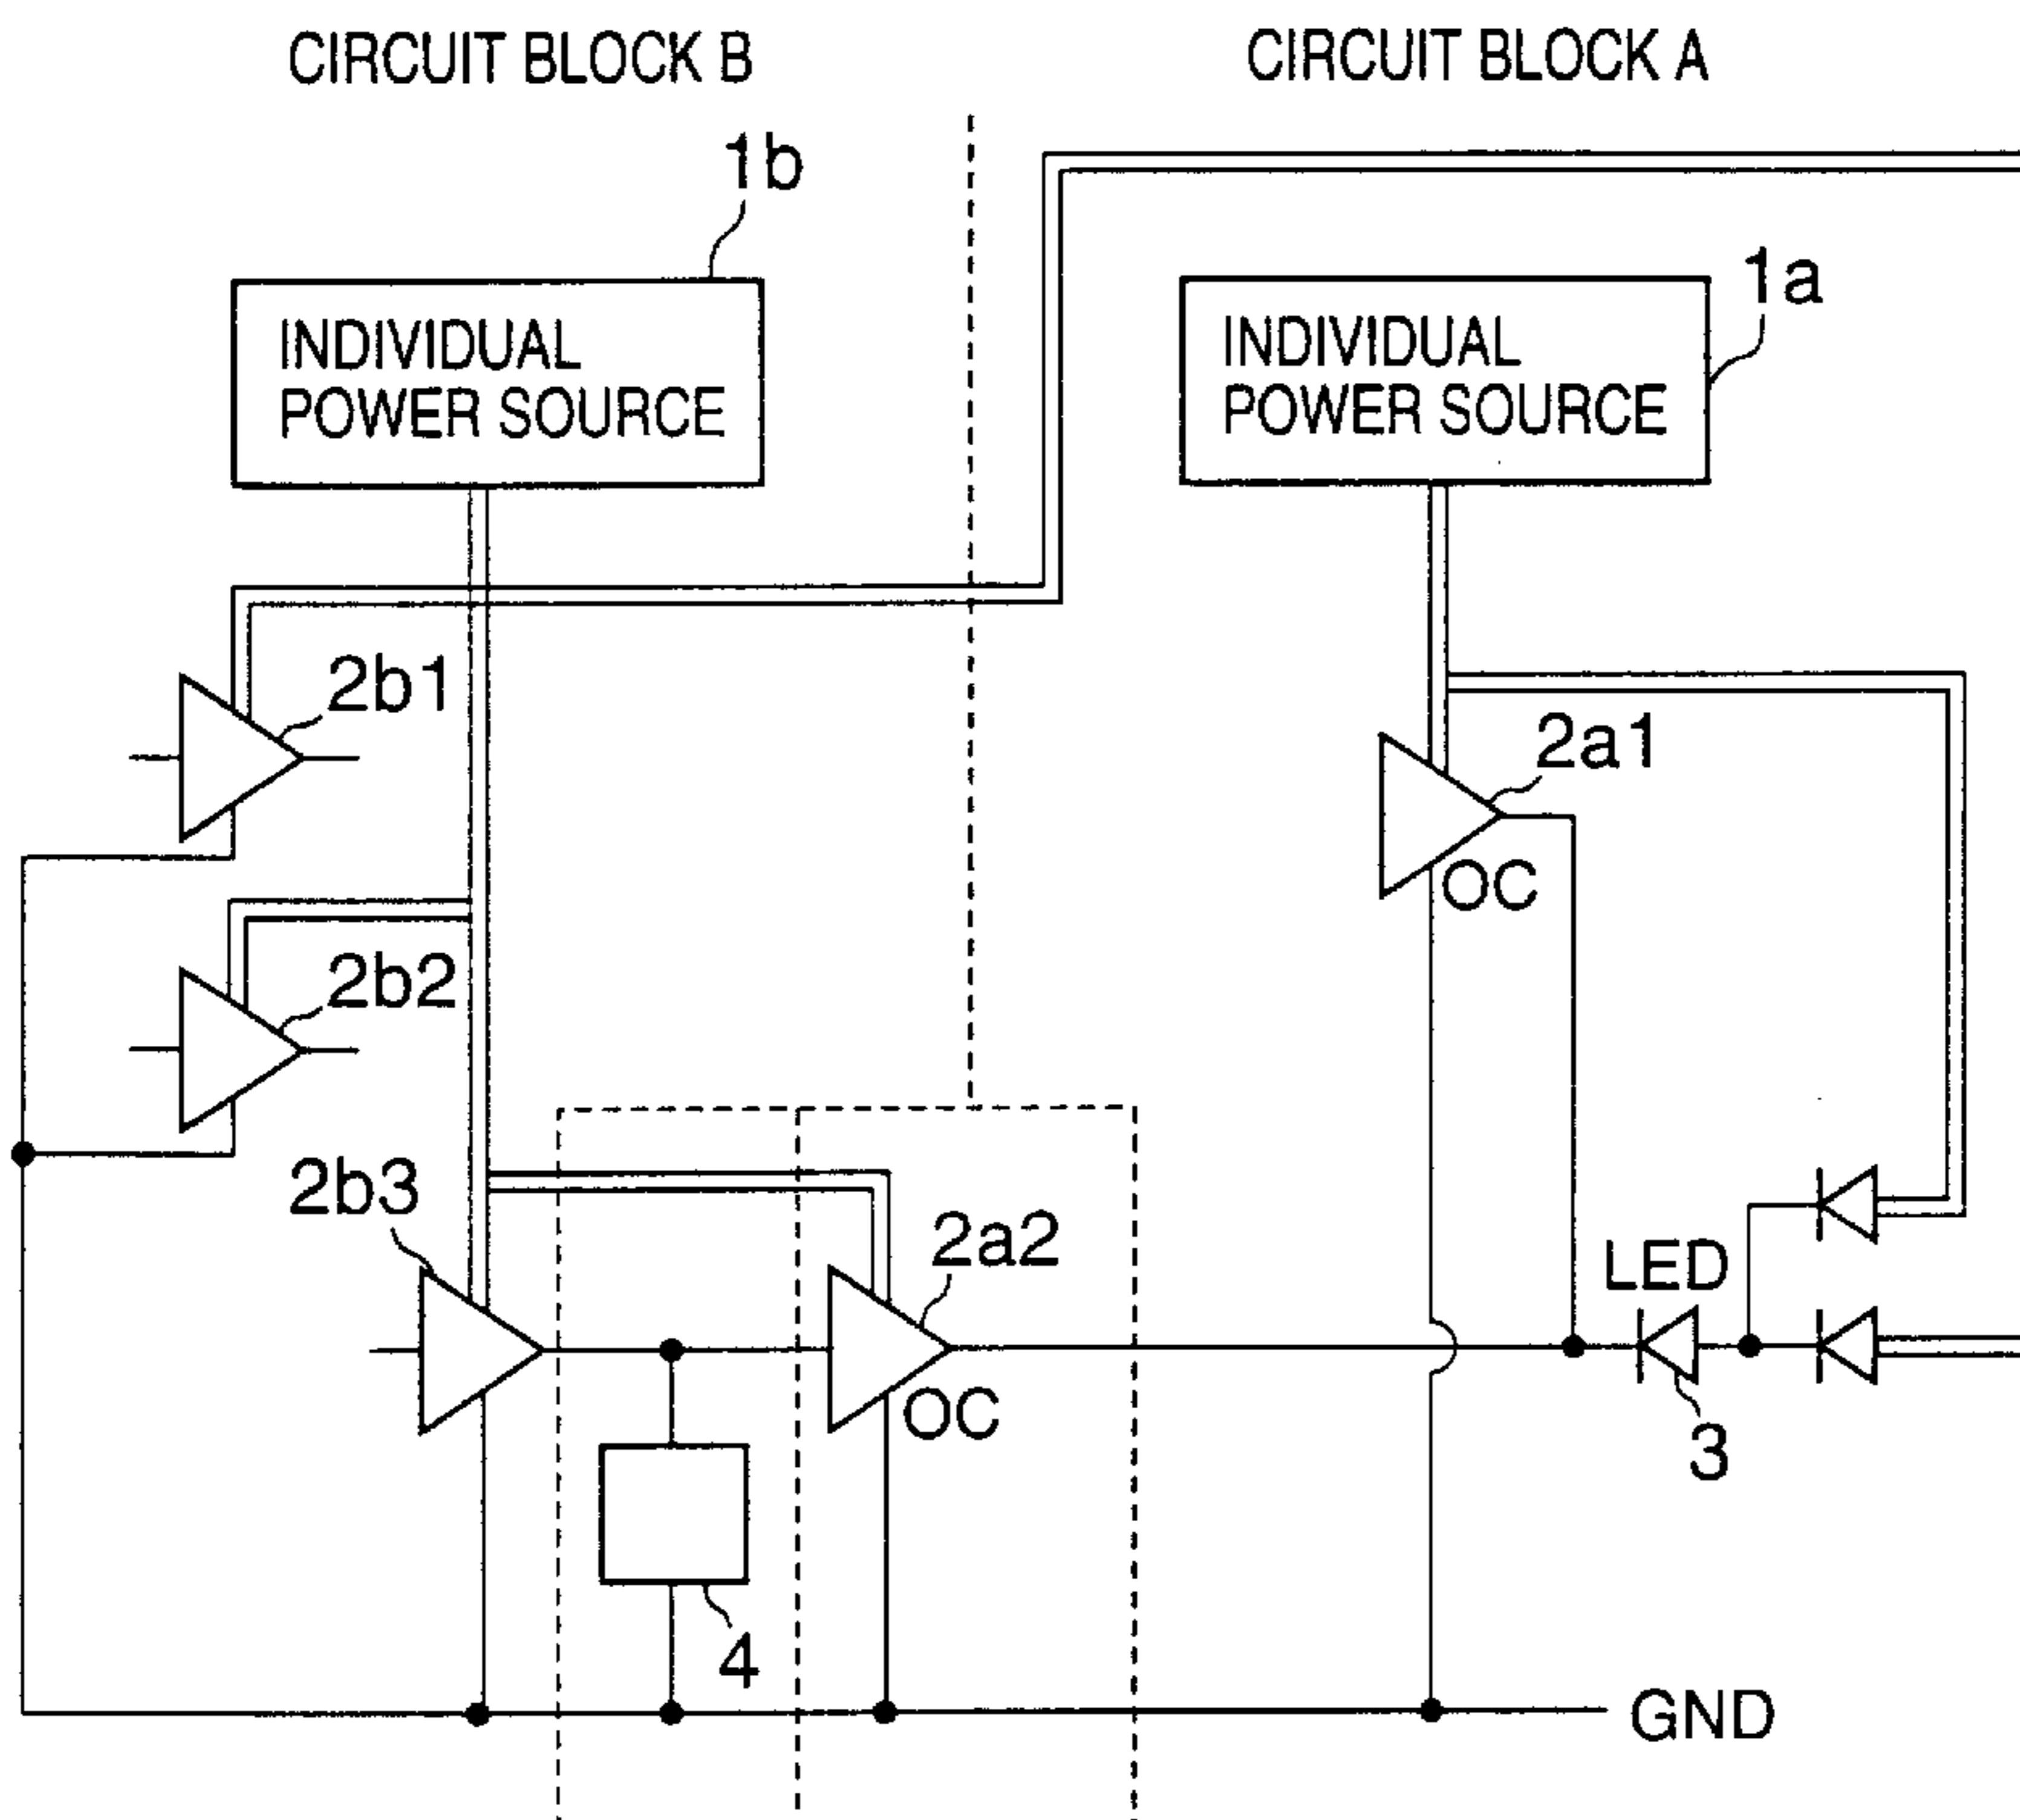 CIRCUIT BLOCK B
CIRCUIT BLOCK A
1b
1a
INDIVIDUAL
POWER SOURCE
INDIVIDUAL
POWER SOURCE
2b1
2a1
OC
2b2
2b3
2a2
LED
OC
3
4
GND